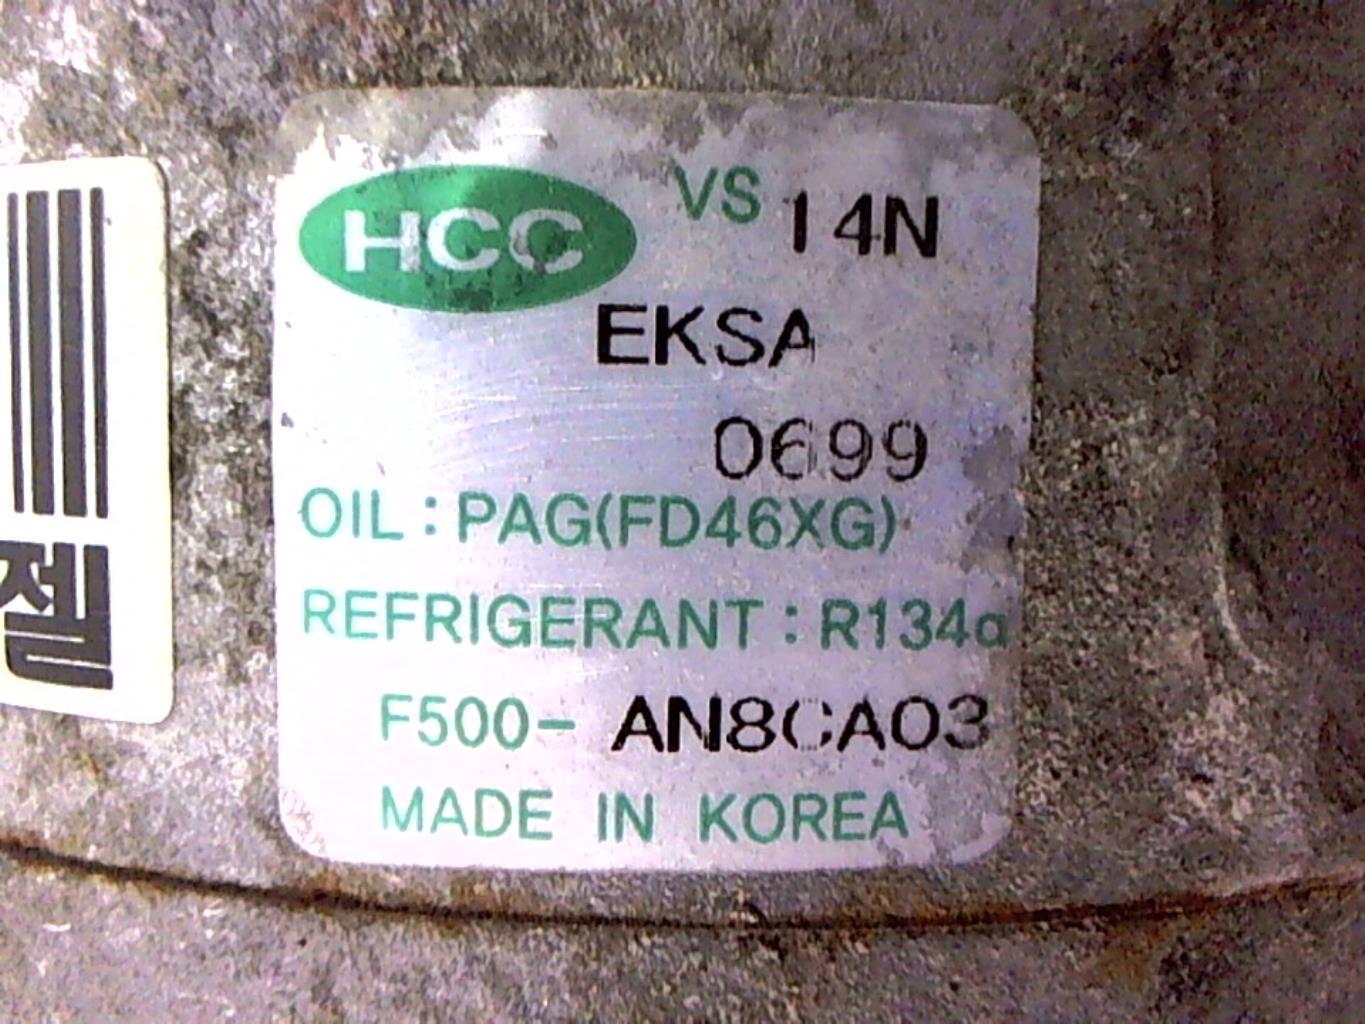 HCC VS 14N
EKSA
0699
OIL : PAG(FD46XG)
REFRIGERANT : R134a
F500- AN8CA03
MADE IN KOREA
젤